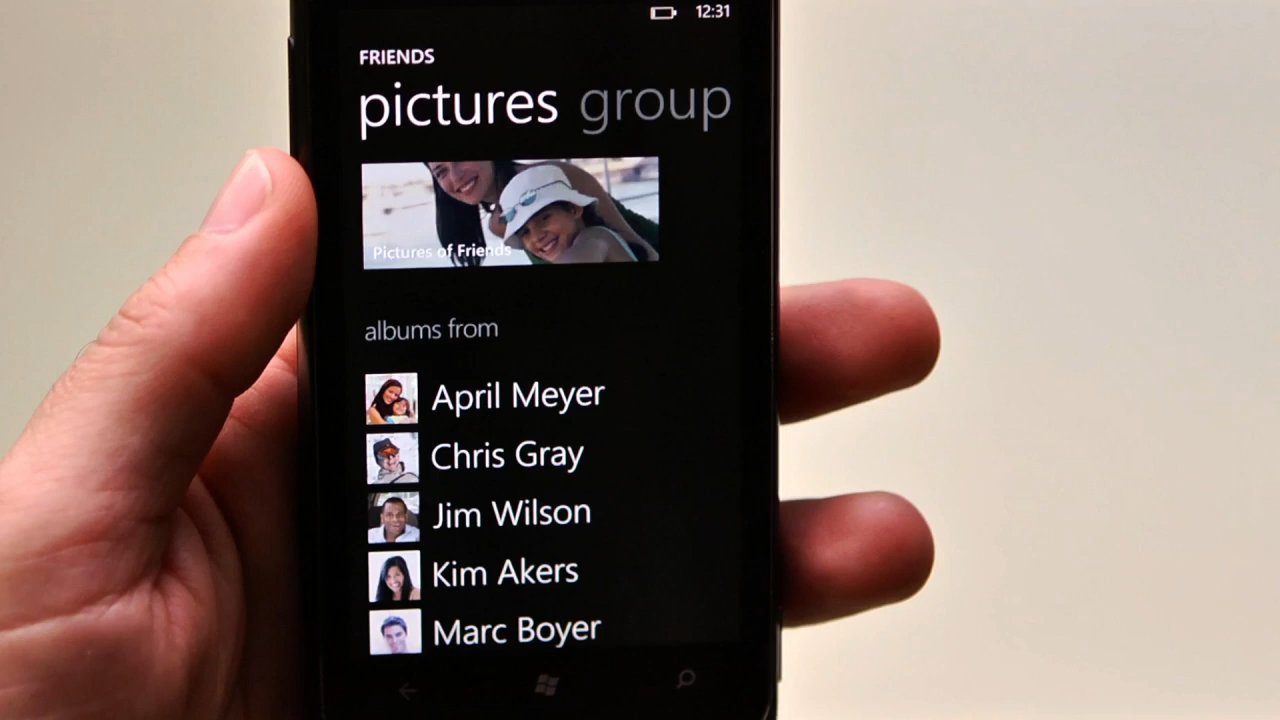 12:31
FRIENDS
pictures group
Pictures of Friends
albums from
April Meyer
Chris Gray
Jim Wilson
Kim Akers
Marc Boyer